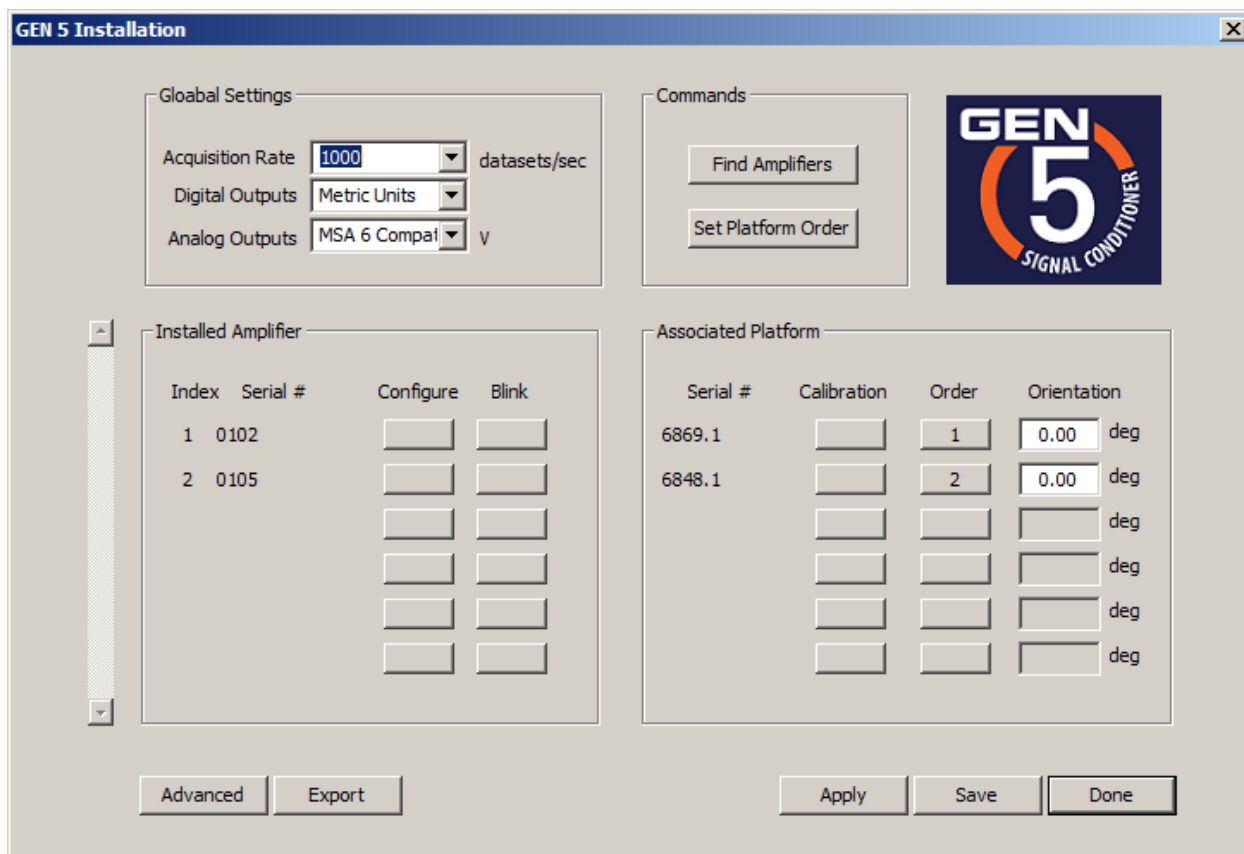 GEN 5 Installation
Gloabal Settings
Acquisition Rate 1000 datasets/sec
Digital Outputs Metric Units
Analog Outputs MSA 6 Compat V
Commands
Find Amplifiers
Set Platform Order
GEN
5
SIGNAL CONDITIONER
Installed Amplifier
Index Serial # Configure Blink
1 0102
2 0105
Associated Platform
Serial # Calibration Order Orientation
6869.1 1 0.00 deg
6848.1 2 0.00 deg
deg
deg
deg
deg
Advanced Export Apply Save Done